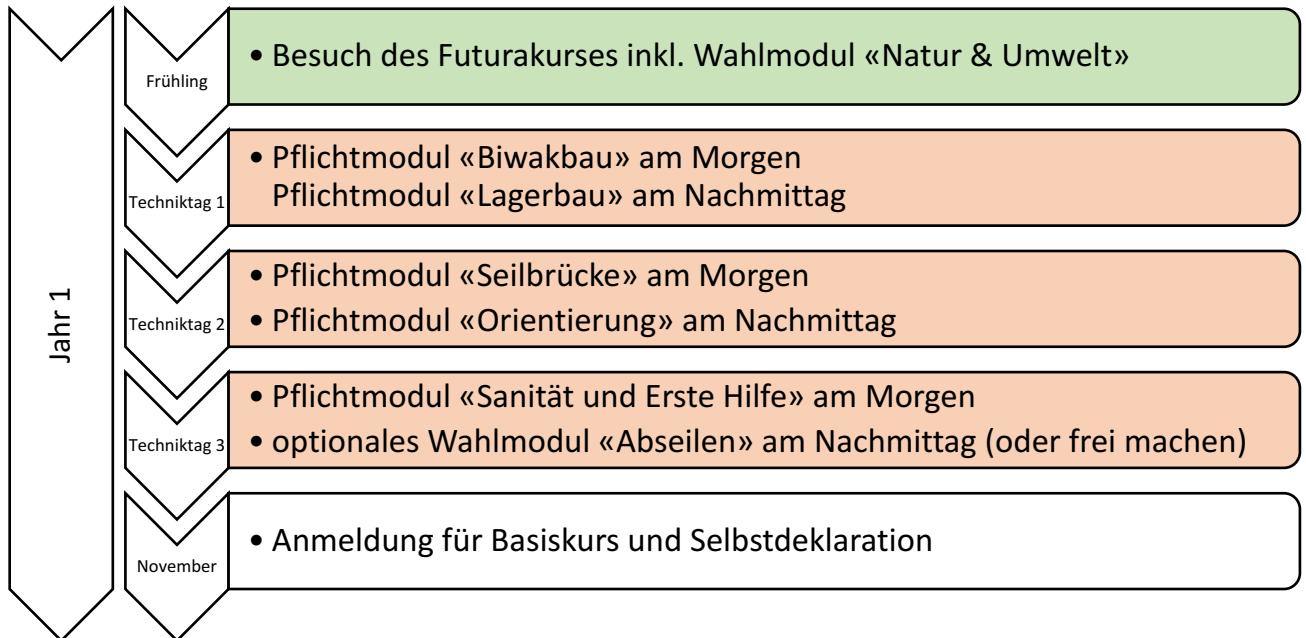 Jahr 1
Frühling
• Besuch des Futurakurses inkl. Wahlmodul «Natur & Umwelt»
Techniktag 1
• Pflichtmodul «Biwakbau» am Morgen
Pflichtmodul «Lagerbau» am Nachmittag
Techniktag 2
• Pflichtmodul «Seilbrücke» am Morgen
• Pflichtmodul «Orientierung» am Nachmittag
Techniktag 3
• Pflichtmodul «Sanität und Erste Hilfe» am Morgen
• optionales Wahlmodul «Abseilen» am Nachmittag (oder frei machen)
November
• Anmeldung für Basiskurs und Selbstdeklaration